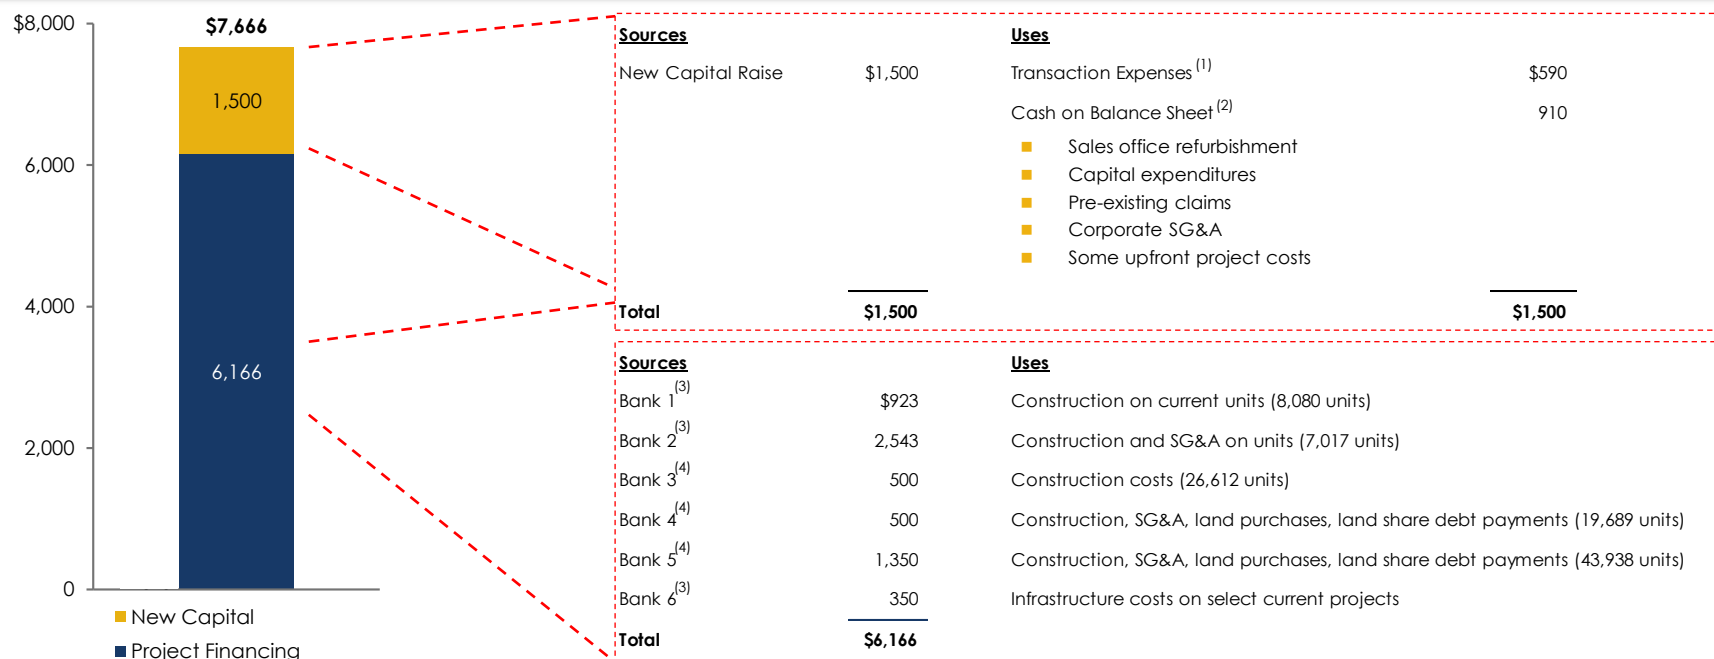 $8,000
$7,666
1,500
6,000
4,000
6,166
2,000
0
New Capital
Project Financing
Sources Uses
New Capital Raise $1,500 Transaction Expenses (1) $590
Cash on Balance Sheet (2) 910
Sales office refurbishment
Capital expenditures
Pre-existing claims
Corporate SG&A
Some upfront project costs
Total $1,500 $1,500
Sources Uses
Bank 1 (3) $923 Construction on current units (8,080 units)
Bank 2 (3) 2,543 Construction and SG&A on units (7,017 units)
Bank 3 (4) 500 Construction costs (26,612 units)
Bank 4 (4) 500 Construction, SG&A, land purchases, land share debt payments (19,689 units)
Bank 5 (4) 1,350 Construction, SG&A, land purchases, land share debt payments (43,938 units)
Bank 6 (3) 350 Infrastructure costs on select current projects
Total $6,166